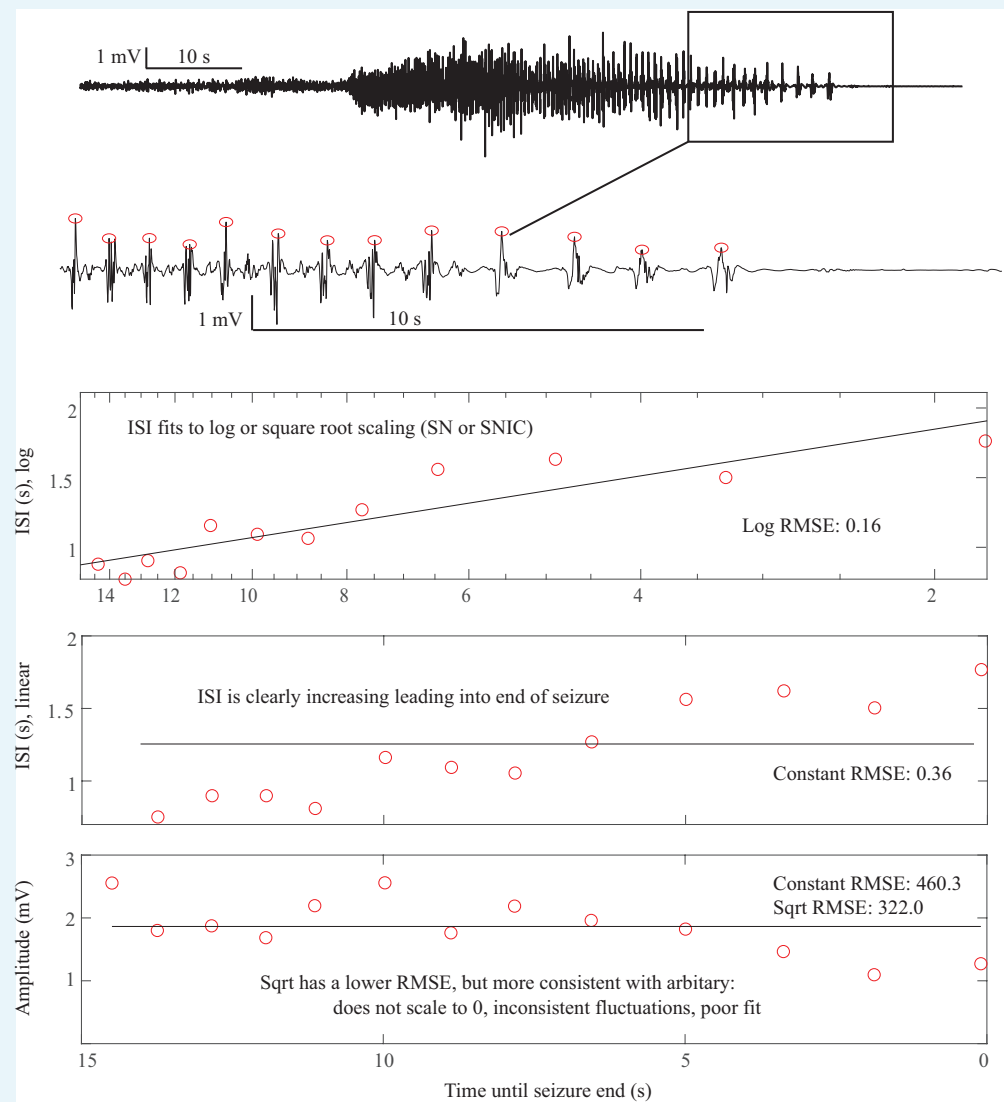 1 mV
10 s
1 mV
10 s
ISI (s), log
2
1.5
1
ISI fits to log or square root scaling (SN or SNIC)
Log RMSE: 0.16
14
12
10
8
6
4
2
ISI (s), linear
2
1.5
1
ISI is clearly increasing leading into end of seizure
Constant RMSE: 0.36
Amplitude (mV)
3
2
1
Constant RMSE: 460.3
Sqrt RMSE: 322.0
Sqrt has a lower RMSE, but more consistent with arbitary:
does not scale to 0, inconsistent fluctuations, poor fit
15
10
5
0
Time until seizure end (s)